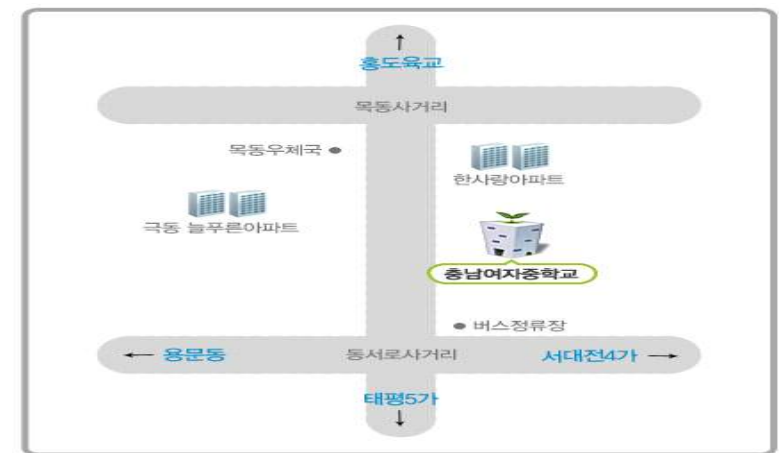 ↑
홍도육교
목동사거리
목동우체국 ●
한사랑아파트
극동 늘푸른아파트
충남여자중학교
● 버스정류장
← 용문동
동서로사거리
서대전4가 →
태평5가
↓